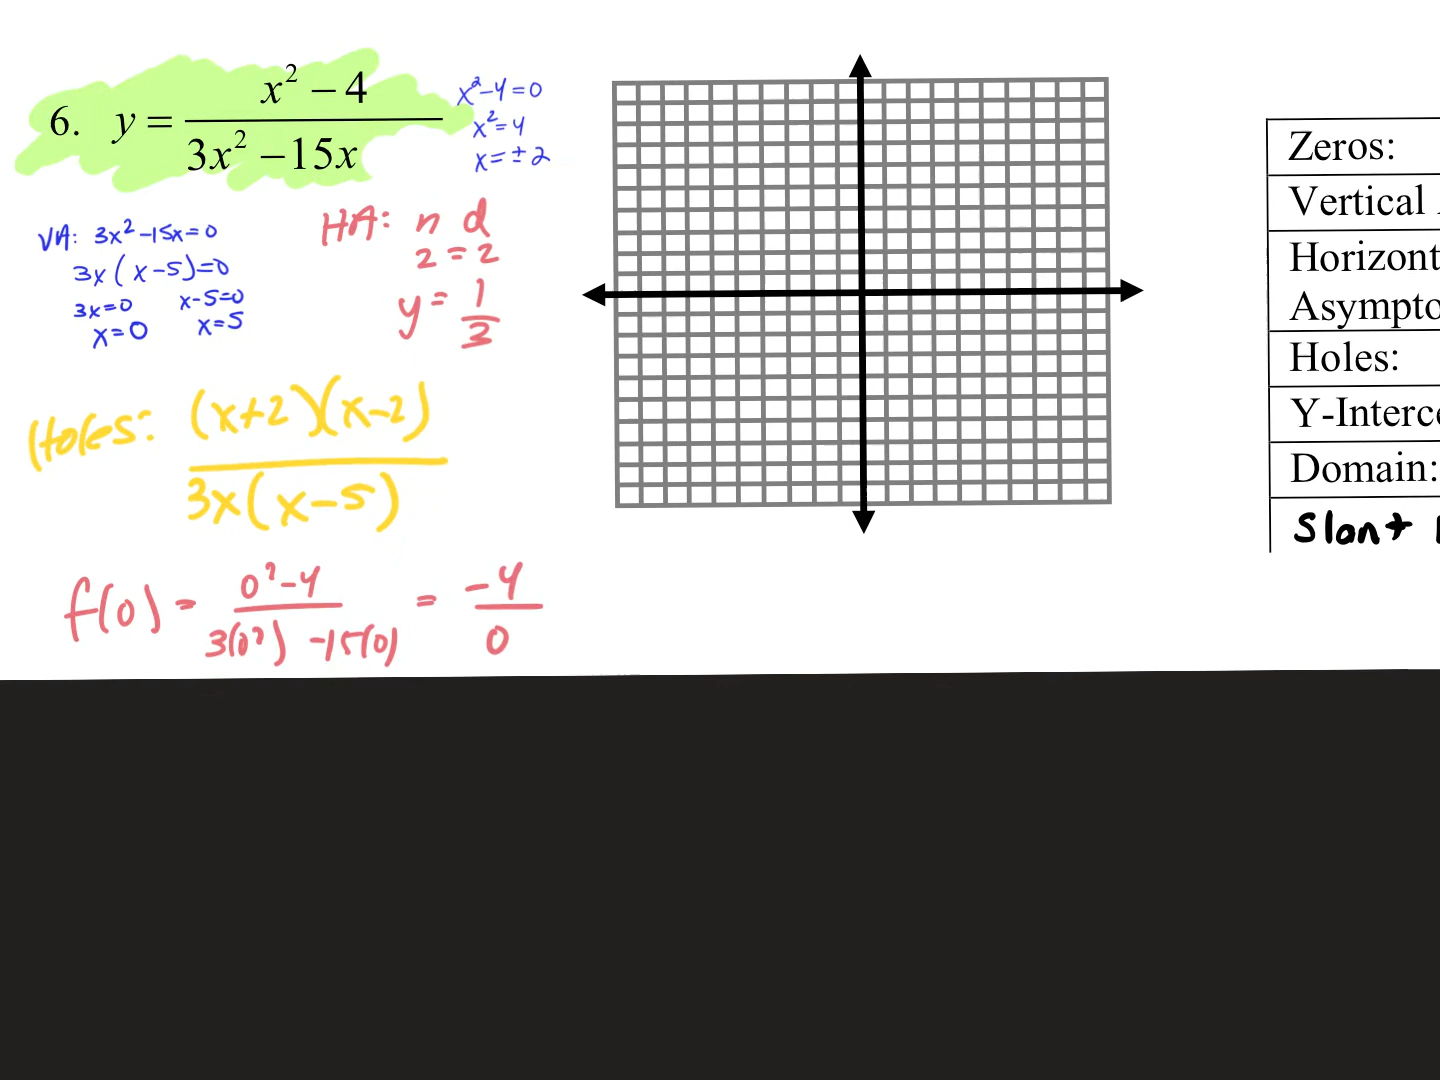 6. y = x² − 4 / 3x² − 15x
x²-4=0
x²=4
x=±2
VA: 3x²-15x=0
3x(x-5)=0
3x=0 x-5=0
x=0 x=5
HA: n d
2 = 2
y = 1/3
Holes: (x+2)(x-2) / 3x(x-5)
f(0) = 0²-4 / 3(0²) -15(0) = -4 / 0
Zeros:
Vertical
Horizont
Asympto
Holes:
Y-Interce
Domain:
Slant